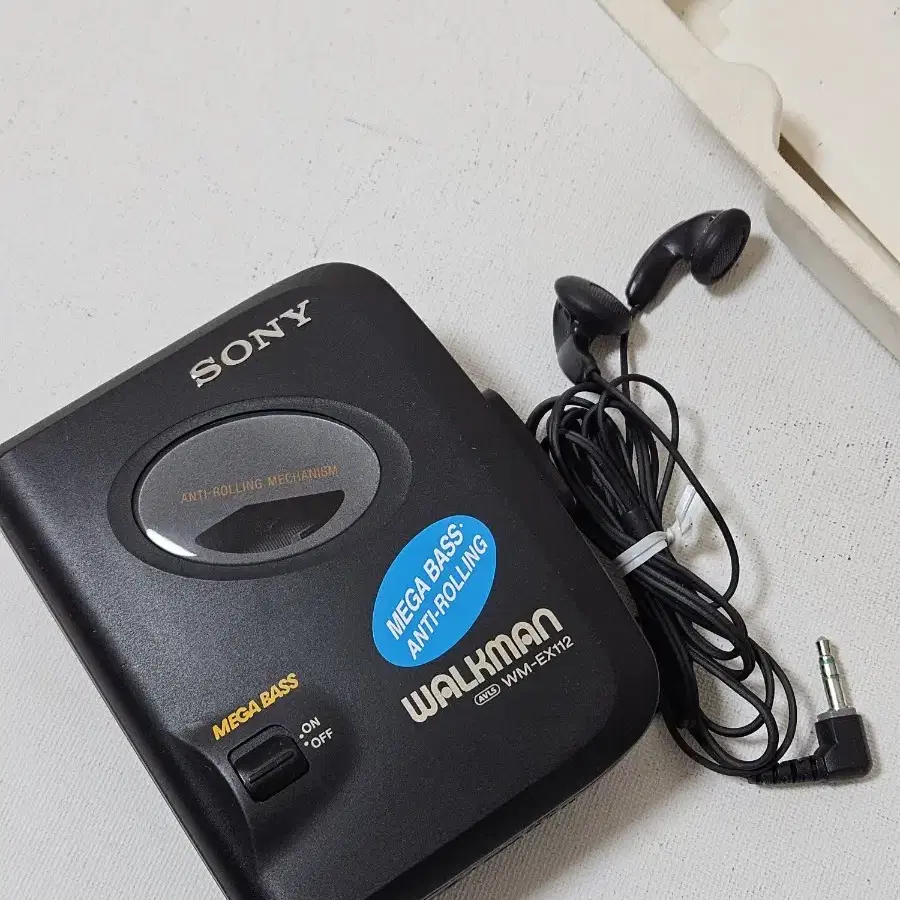 SONY
ANTI-ROLLING MECHANISM
MEGA BASS·
ANTI-ROLLING
WALKMAN
AVLS WM-EX112
MEGA BASS
ON
OFF